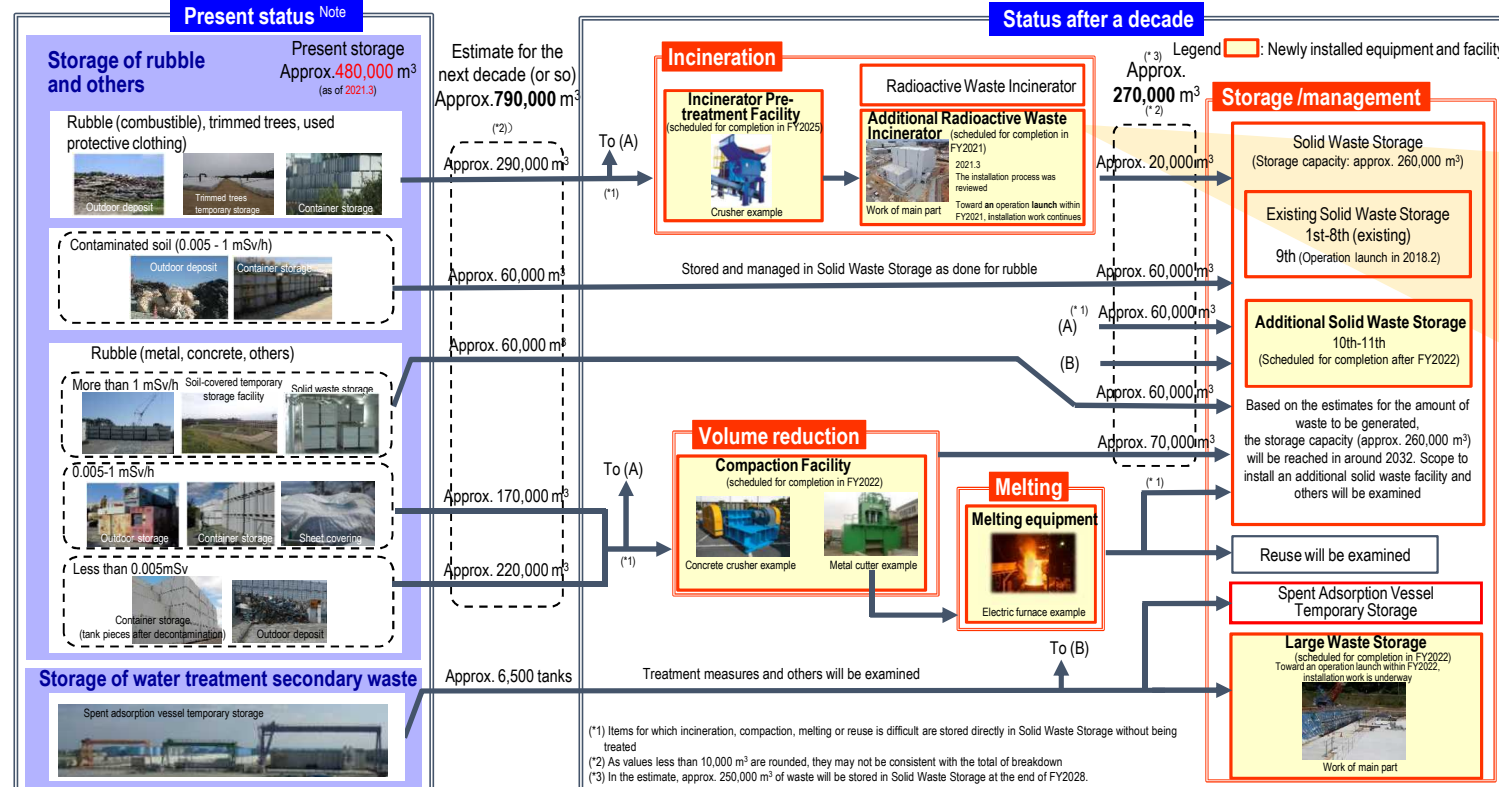 Present status Note
Storage of rubble
and others
Present storage
Approx.480,000 m³
(as of 2021.3)
Rubble (combustible), trimmed trees, used
protective clothing)
Outdoor deposit
Trimmed trees
temporary storage
Container storage
Contaminated soil (0.005 - 1 mSv/h)
Outdoor deposit
Container storage
Rubble (metal, concrete, others)
More than 1 mSv/h
Soil-covered temporary
storage facility
Solid waste storage
0.005-1 mSv/h
Outdoor storage
Container storage
Sheet covering
Less than 0.005mSv
Container storage
(tank pieces after decontamination)
Outdoor deposit
Storage of water treatment secondary waste
Spent adsorption vessel temporary storage
Estimate for the
next decade (or so)
Approx.790,000 m³
(*2)
Approx. 290,000 m³
Approx. 60,000 m³
Approx. 60,000 m³
Approx. 170,000 m³
Approx. 220,000 m³
Approx. 6,500 tanks
Status after a decade
Legend : Newly installed equipment and facility
To (A)
(*1)
Incineration
Incinerator Pre-
treatment Facility
(scheduled for completion in FY2025)
Crusher example
Radioactive Waste Incinerator
Additional Radioactive Waste
Incinerator (scheduled for completion in
FY2021)
2021.3
The installation process was
reviewed
Toward an operation launch within
FY2021, installation work continues
Work of main part
Stored and managed in Solid Waste Storage as done for rubble
To (A)
(*1)
Volume reduction
Compaction Facility
(scheduled for completion in FY2022)
Concrete crusher example
Metal cutter example
Melting
Melting equipment
Electric furnace example
Treatment measures and others will be examined
To (B)
(*3)
Approx.
270,000 m³
(*2)
Approx. 20,000 m³
Approx. 60,000 m³
(A)
(* 1)
Approx. 60,000 m³
(B)
Approx. 60,000 m³
Approx. 70,000 m³
(* 1)
Storage /management
Solid Waste Storage
(Storage capacity: approx. 260,000 m³)
Existing Solid Waste Storage
1st-8th (existing)
9th (Operation launch in 2018.2)
Additional Solid Waste Storage
10th-11th
(Scheduled for completion after FY2022)
Based on the estimates for the amount of
waste to be generated,
the storage capacity (approx. 260,000 m³)
will be reached in around 2032. Scope to
install an additional solid waste facility and
others will be examined
Reuse will be examined
Spent Adsorption Vessel
Temporary Storage
Large Waste Storage
(scheduled for completion in FY2022)
Toward an operation launch within FY2022,
installation work is underway
Work of main part
(*1) Items for which incineration, compaction, melting or reuse is difficult are stored directly in Solid Waste Storage without being
treated
(*2) As values less than 10,000 m³ are rounded, they may not be consistent with the total of breakdown
(*3) In the estimate, approx. 250,000 m³ of waste will be stored in Solid Waste Storage at the end of FY2028.